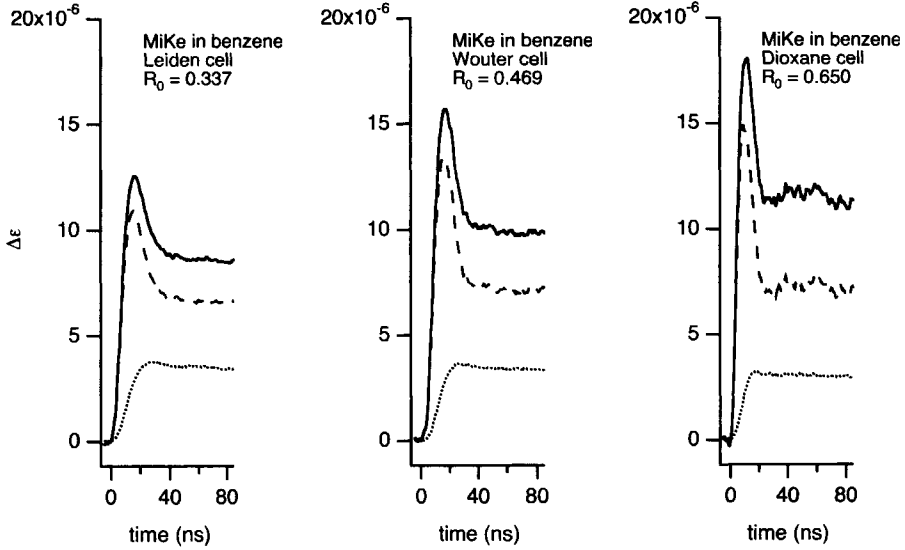 20x10⁻⁶
MiKe in benzene
Leiden cell
R₀ = 0.337
15
10
5
0
Δε
0
40
80
time (ns)
20x10⁻⁶
MiKe in benzene
Wouter cell
R₀ = 0.469
15
10
5
0
0
40
80
time (ns)
20x10⁻⁶
MiKe in benzene
Dioxane cell
R₀ = 0.650
15
10
5
0
0
40
80
time (ns)